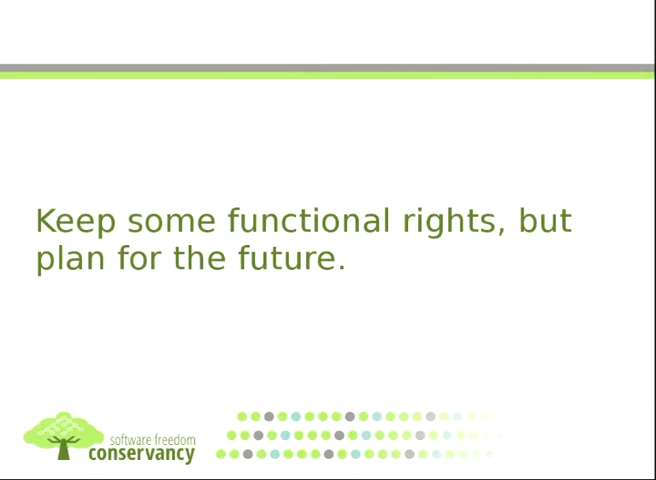 Keep some functional rights, but
plan for the future.
software freedom
conservancy